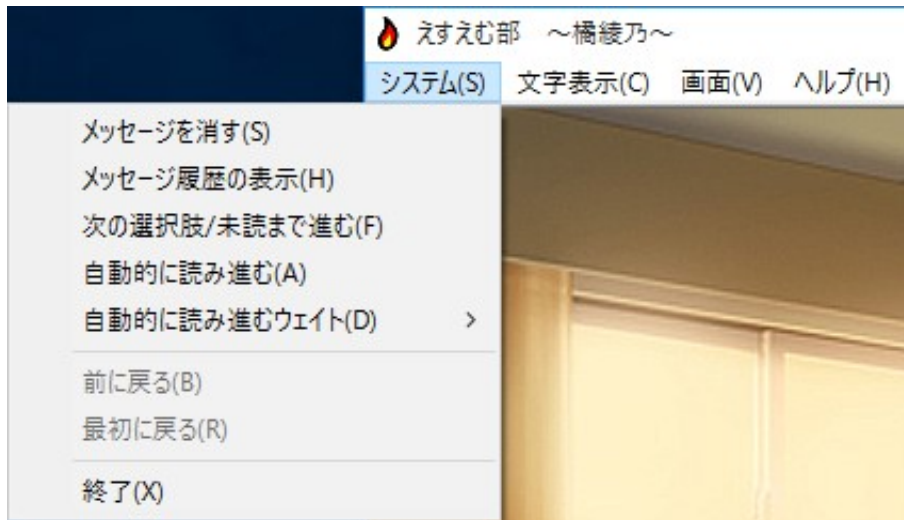 えすえむ部　～橘綾乃～
システム(S)　文字表示(C)　画面(V)　ヘルプ(H)
メッセージを消す(S)
メッセージ履歴の表示(H)
次の選択肢/未読まで進む(F)
自動的に読み進む(A)
自動的に読み進むウェイト(D)
前に戻る(B)
最初に戻る(R)
終了(X)